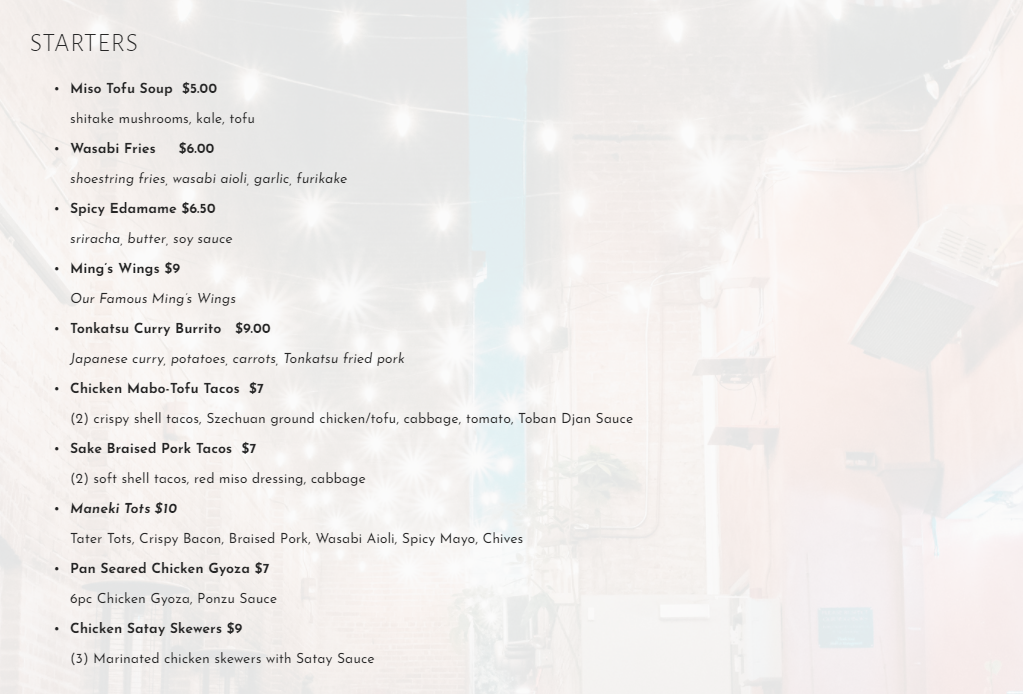 STARTERS
• Miso Tofu Soup $5.00
shitake mushrooms, kale, tofu
• Wasabi Fries $6.00
shoestring fries, wasabi aioli, garlic, furikake
• Spicy Edamame $6.50
sriracha, butter, soy sauce
• Ming's Wings $9
Our Famous Ming's Wings
• Tonkatsu Curry Burrito $9.00
Japanese curry, potatoes, carrots, Tonkatsu fried pork
• Chicken Mabo-Tofu Tacos $7
(2) crispy shell tacos, Szechuan ground chicken/tofu, cabbage, tomato, Toban Djan Sauce
• Sake Braised Pork Tacos $7
(2) soft shell tacos, red miso dressing, cabbage
• Maneki Tots $10
Tater Tots, Crispy Bacon, Braised Pork, Wasabi Aioli, Spicy Mayo, Chives
• Pan Seared Chicken Gyoza $7
6pc Chicken Gyoza, Ponzu Sauce
• Chicken Satay Skewers $9
(3) Marinated chicken skewers with Satay Sauce